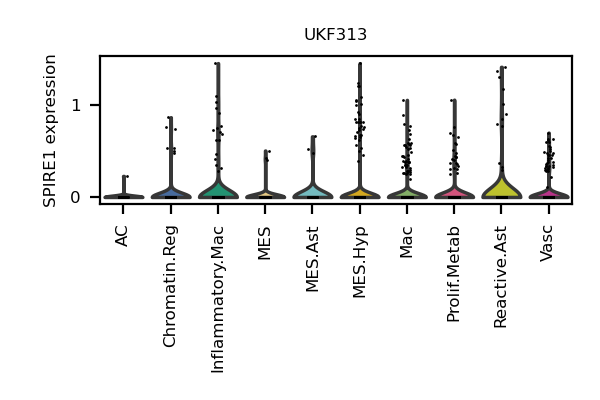 UKF313
SPIRE1 expression
1
0
AC
Chromatin.Reg
Inflammatory.Mac
MES
MES.Ast
MES.Hyp
Mac
Prolif.Metab
Reactive.Ast
Vasc